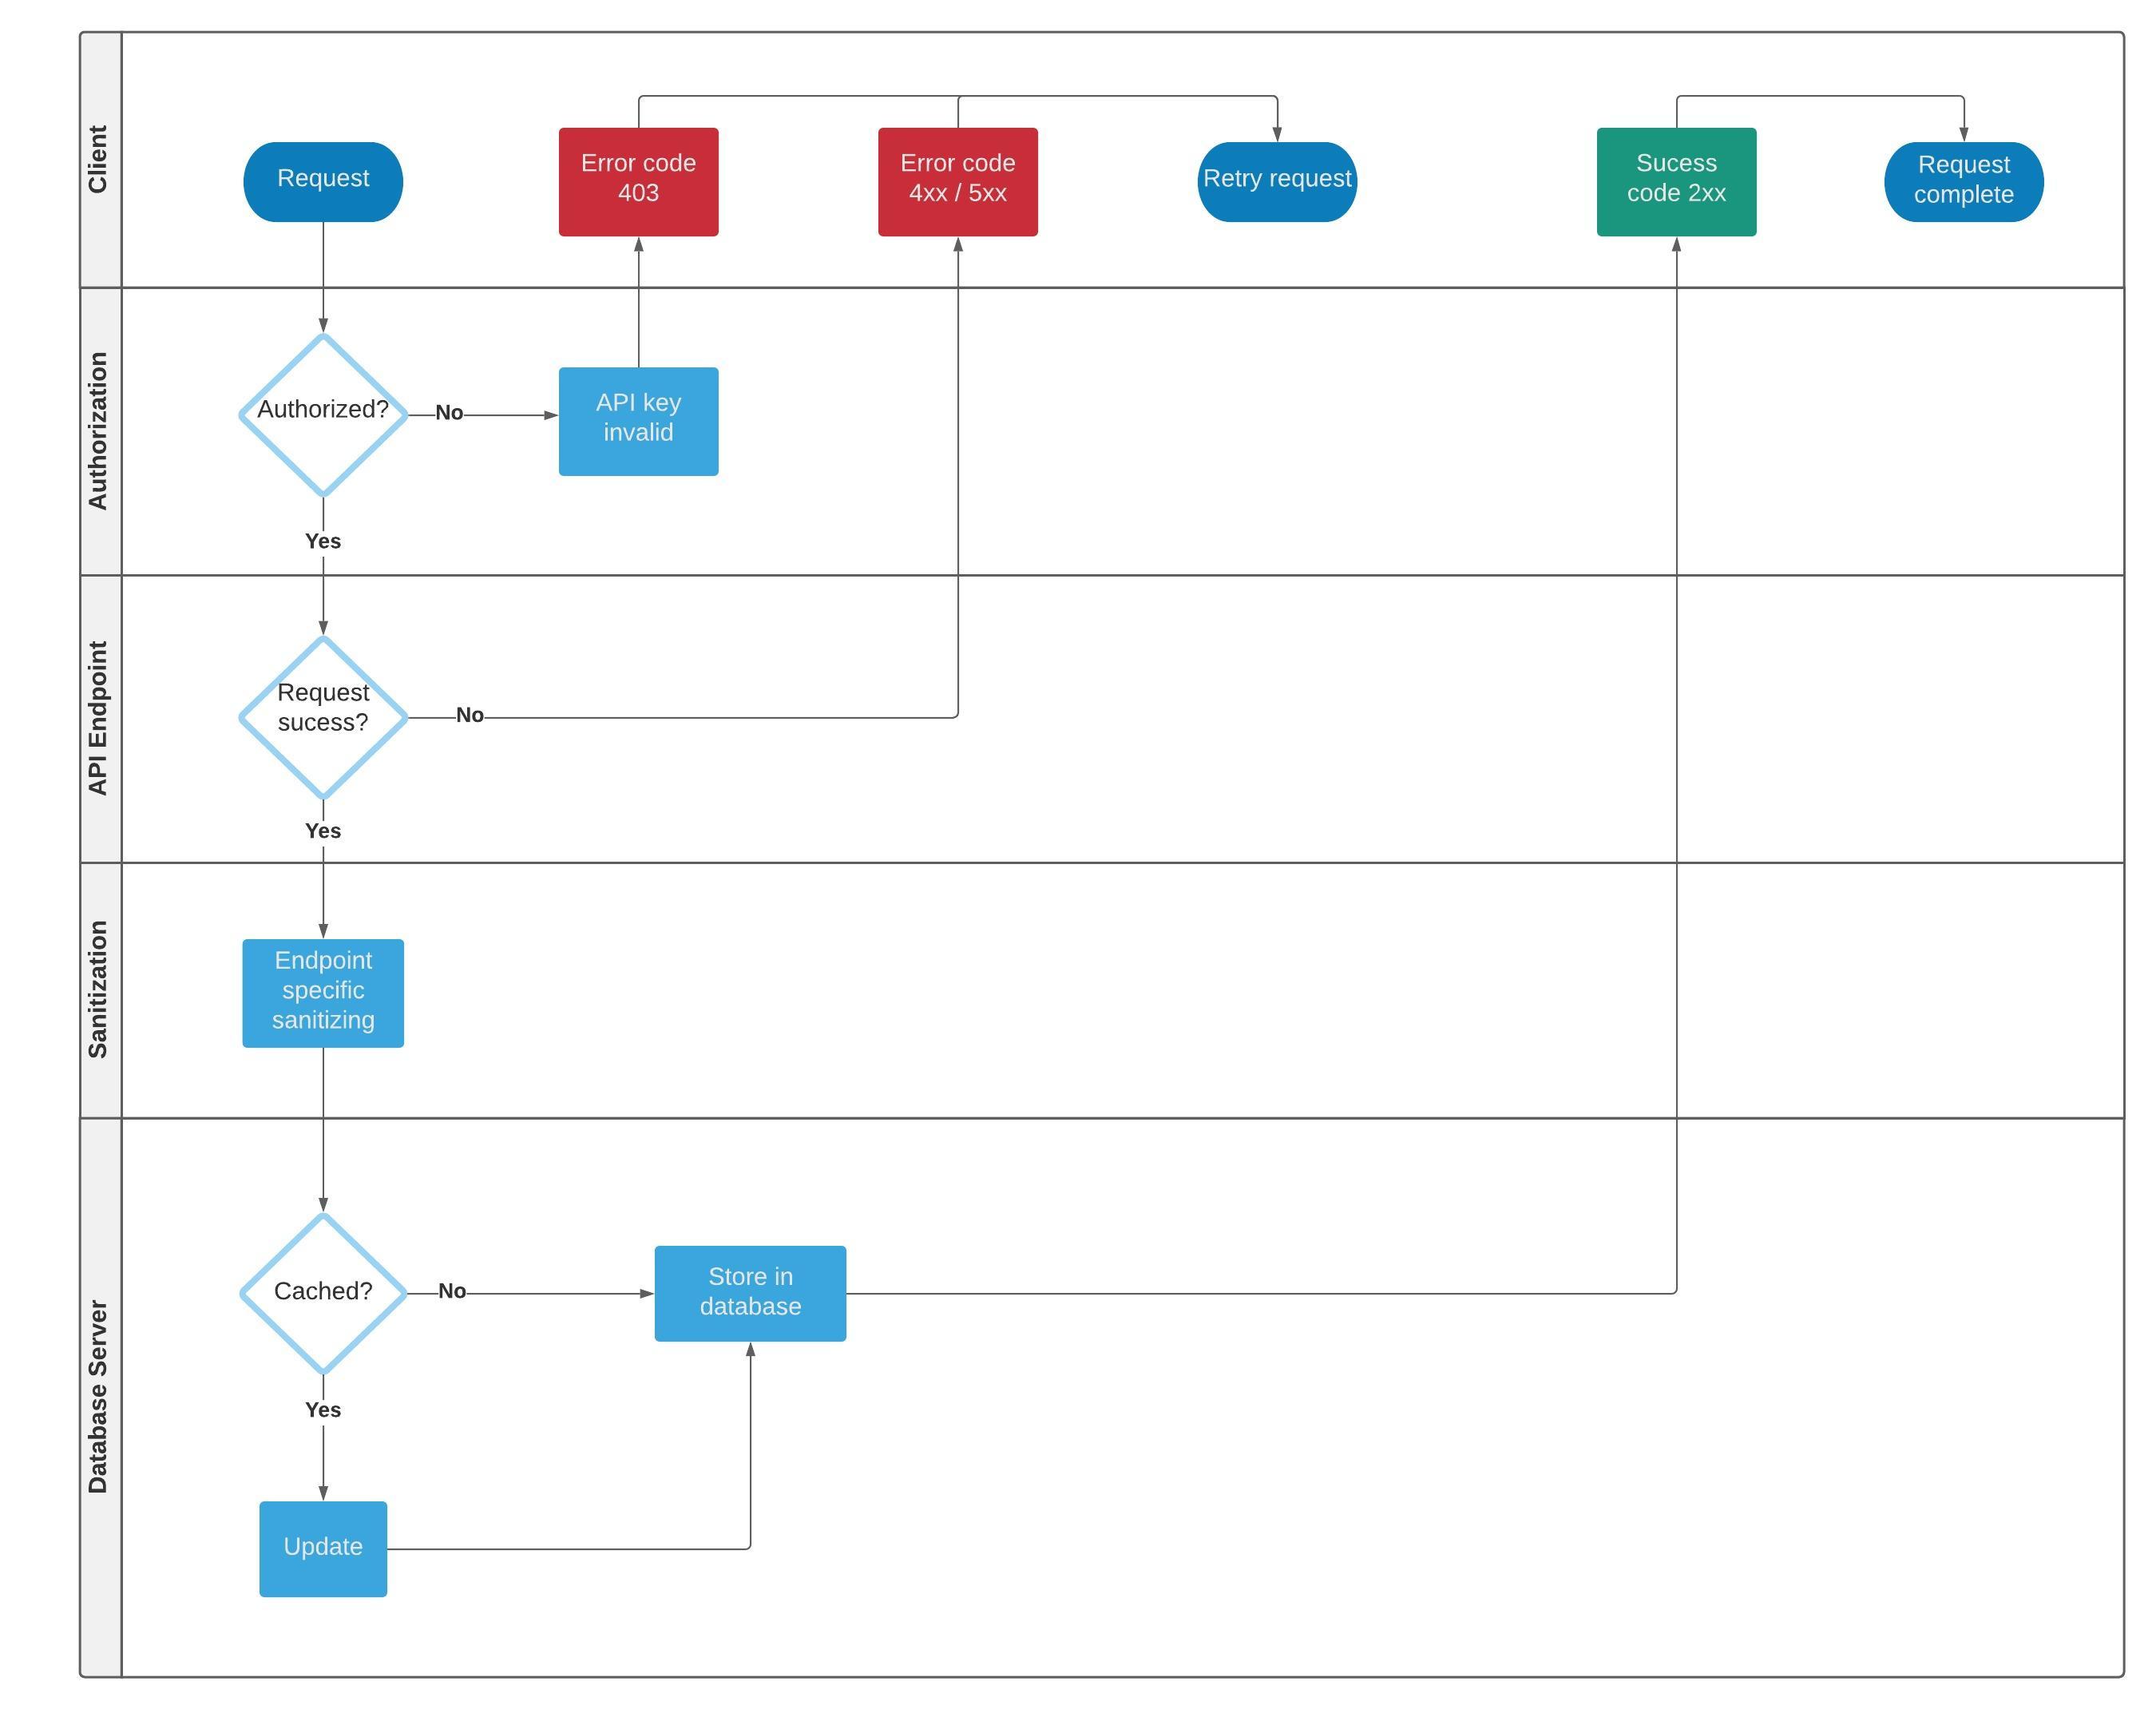 Client
Request
Error code
403
Error code
4xx / 5xx
Retry request
Sucess
code 2xx
Request
complete
Authorization
Authorized?
No
API key
invalid
Yes
API Endpoint
Request
sucess?
No
Yes
Sanitization
Endpoint
specific
sanitizing
Database Server
Cached?
No
Store in
database
Yes
Update